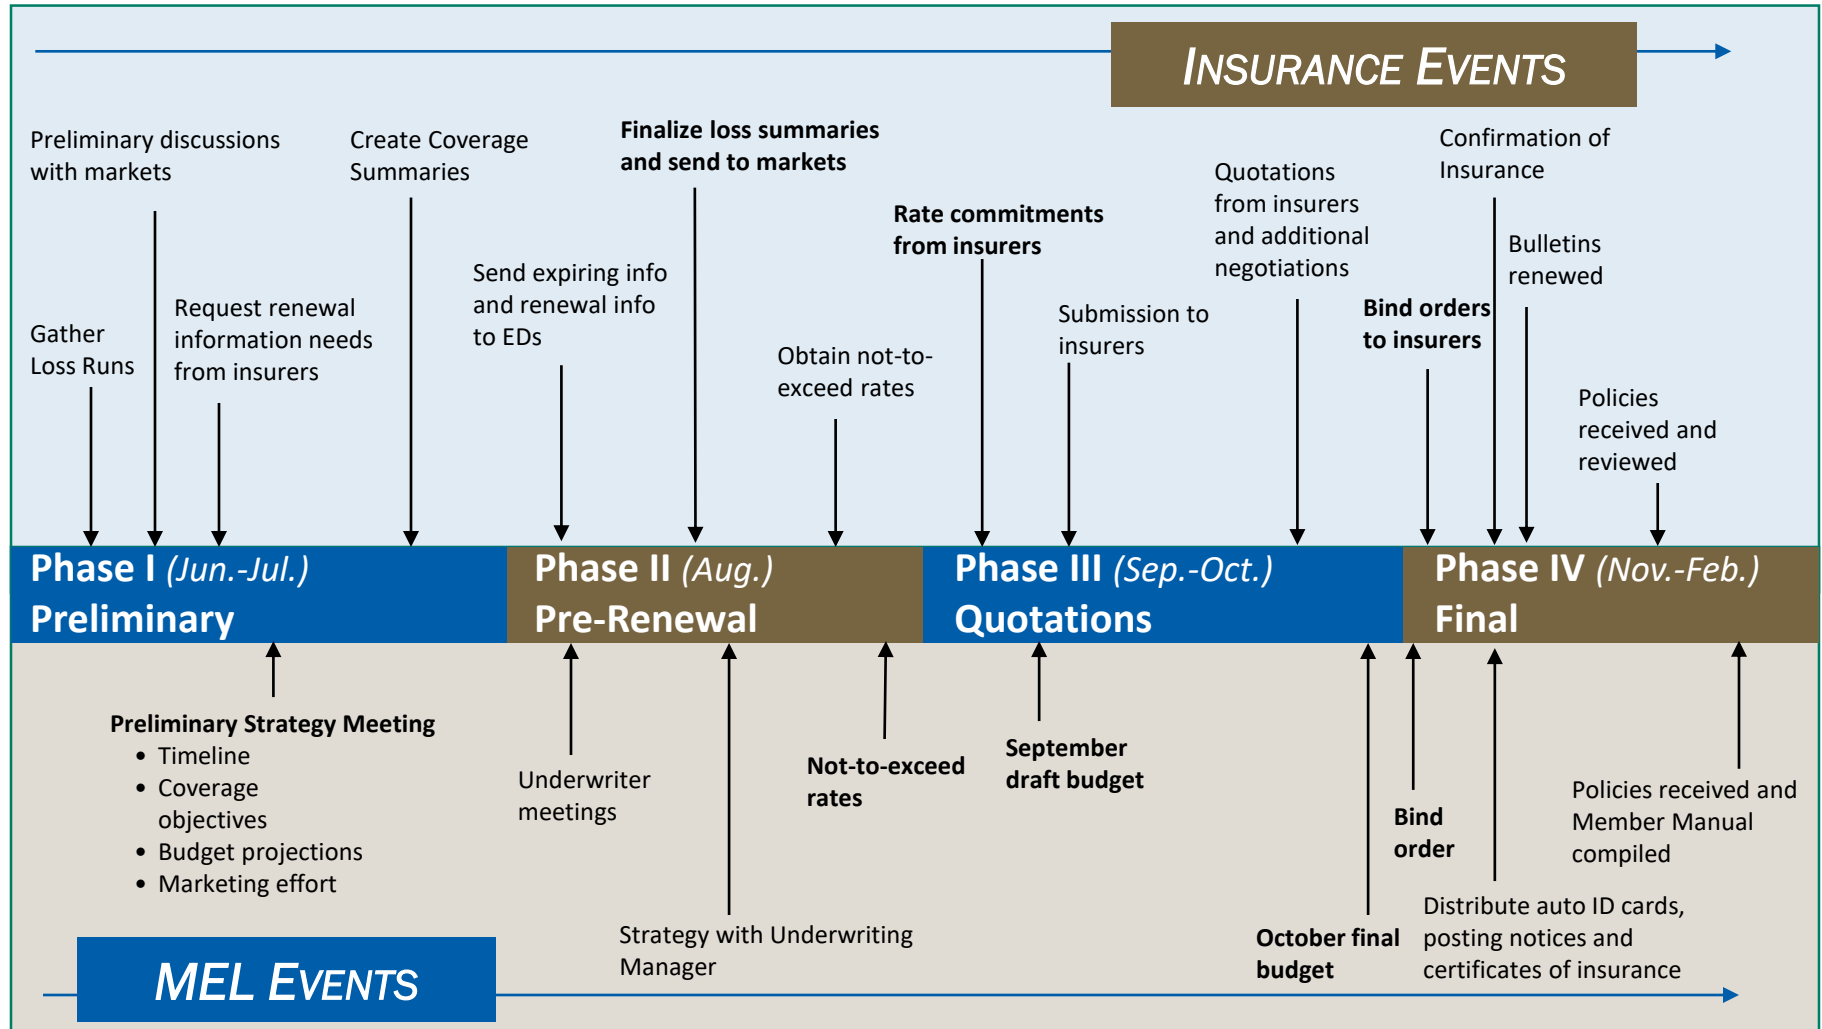 INSURANCE EVENTS
Preliminary discussions
with markets
Create Coverage
Summaries
Finalize loss summaries
and send to markets
Confirmation of
Insurance
Quotations
from insurers
and additional
negotiations
Rate commitments
from insurers
Bulletins
renewed
Send expiring info
and renewal info
to EDs
Request renewal
information needs
from insurers
Gather
Loss Runs
Submission to
insurers
Bind orders
to insurers
Obtain not-to-
exceed rates
Policies
received and
reviewed
Phase I (Jun.-Jul.)
Preliminary
Phase II (Aug.)
Pre-Renewal
Phase III (Sep.-Oct.)
Quotations
Phase IV (Nov.-Feb.)
Final
Preliminary Strategy Meeting
• Timeline
• Coverage
objectives
• Budget projections
• Marketing effort
Underwriter
meetings
Not-to-exceed
rates
September
draft budget
Bind
order
Policies received and
Member Manual
compiled
Strategy with Underwriting
Manager
October final
budget
Distribute auto ID cards,
posting notices and
certificates of insurance
MEL EVENTS